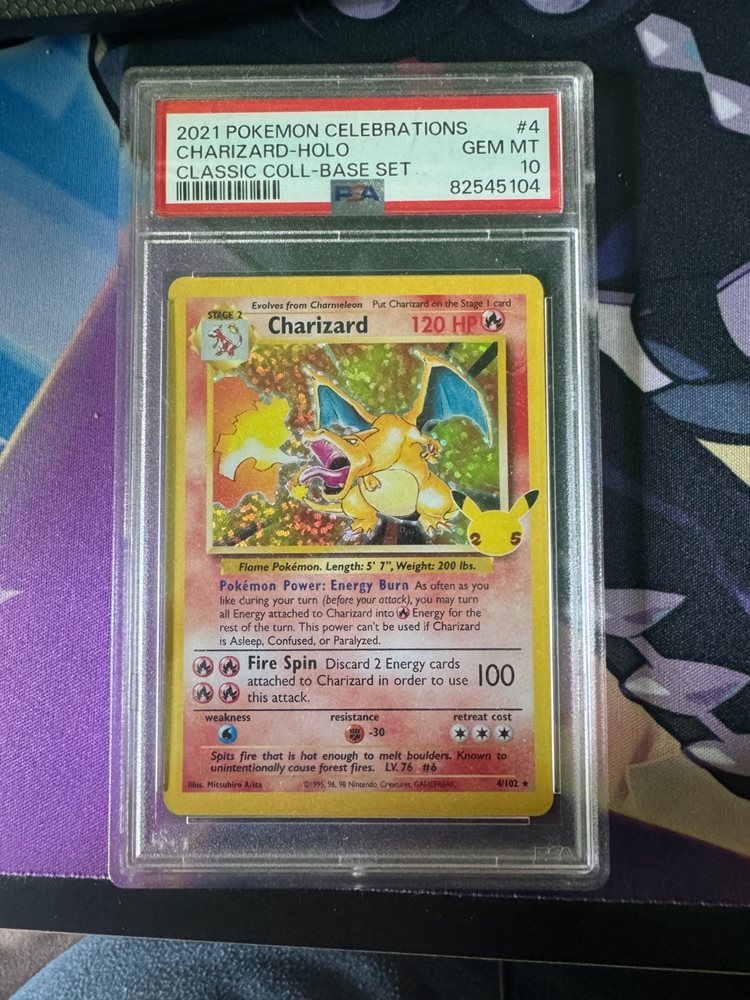 2021 POKEMON CELEBRATIONS #4
CHARIZARD-HOLO GEM MT
CLASSIC COLL-BASE SET 10
PSA 82545104
Evolves from Charmeleon Put Charizard on the Stage 1 card
STAGE 2
Charizard 120 HP
25
Flame Pokémon. Length: 5' 7", Weight: 200 lbs.
Pokémon Power: Energy Burn As often as you
like during your turn (before your attack), you may turn
all Energy attached to Charizard into Energy for the
rest of the turn. This power can't be used if Charizard
is Asleep, Confused, or Paralyzed.
Fire Spin Discard 2 Energy cards
attached to Charizard in order to use 100
this attack.
weakness resistance retreat cost
-30
Spits fire that is hot enough to melt boulders. Known to
unintentionally cause forest fires. LV. 76 #6
Illus. Mitsuhiro Arita ©1995, 96, 98 Nintendo, Creatures, GAMEFREAK. 4/102 ★
PSA